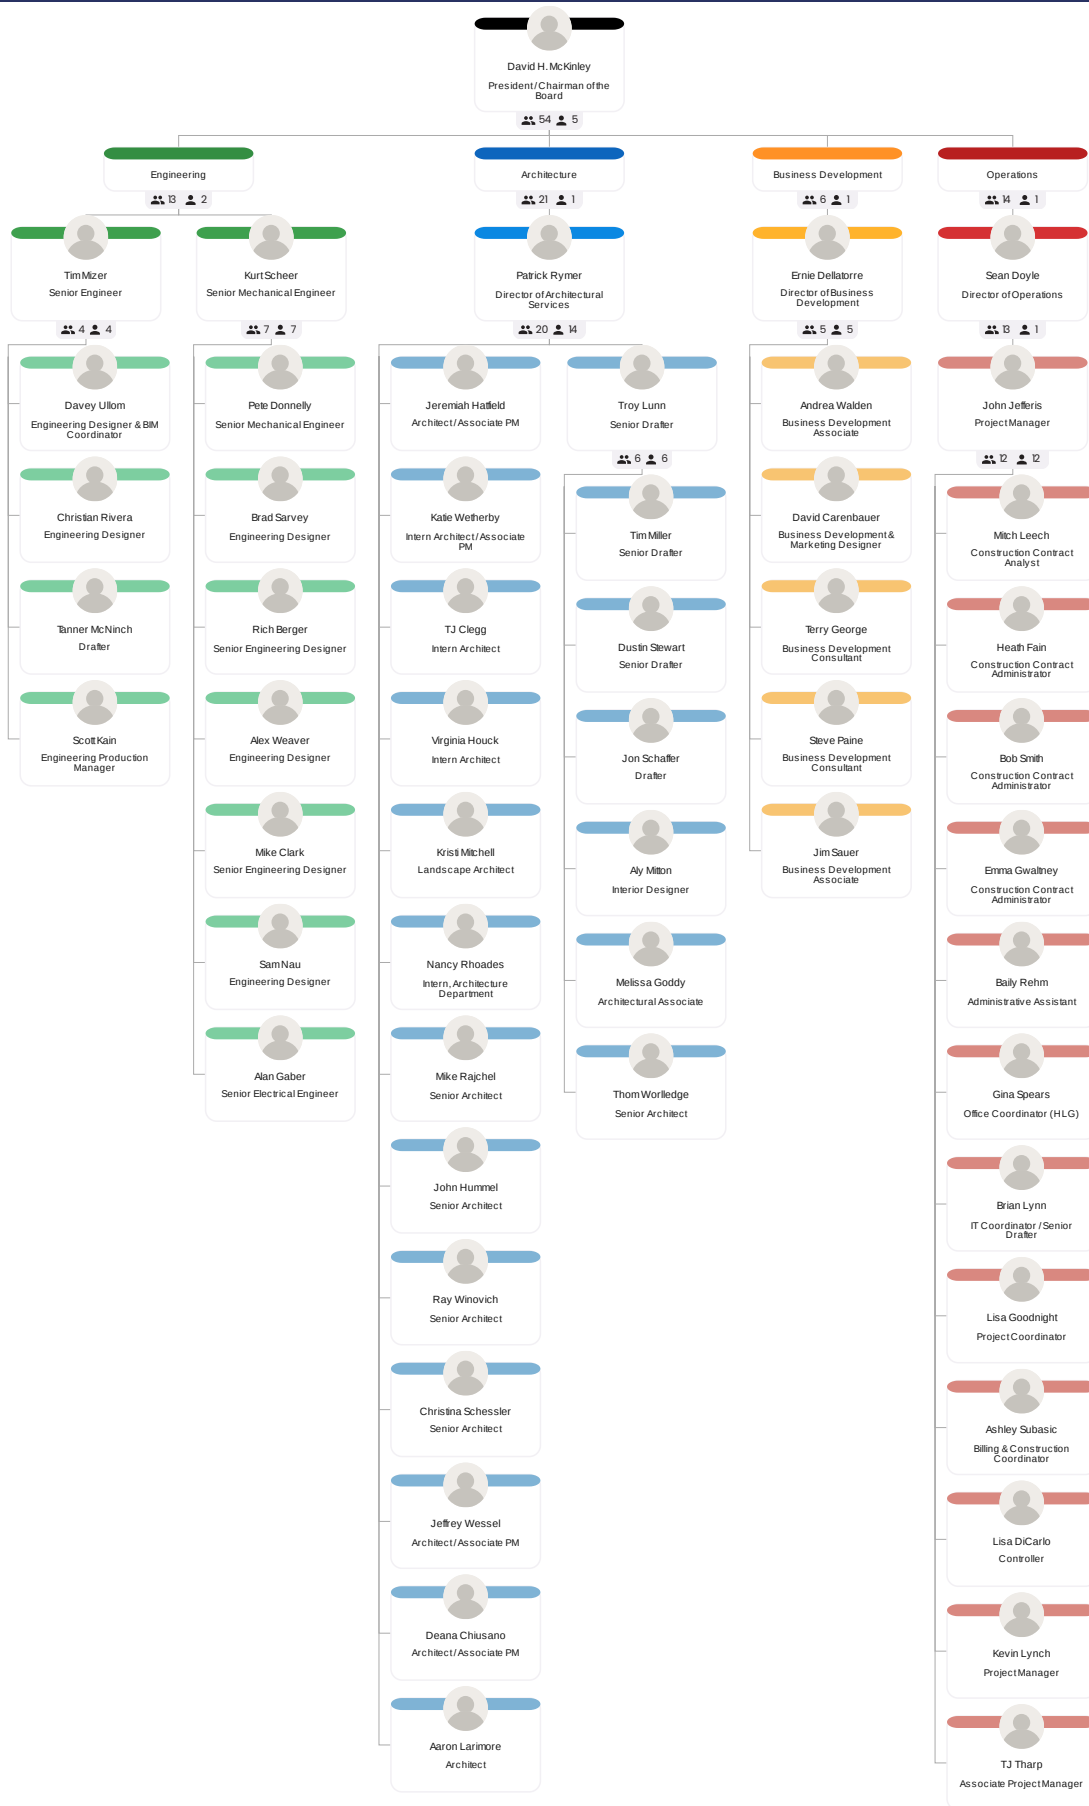 David H. McKinley
President / Chairman of the
Board
54 5
Engineering
13 2
Architecture
21 1
Business Development
6 1
Operations
14 1
Tim Mizer
Senior Engineer
4 4
Kurt Scheer
Senior Mechanical Engineer
7 7
Patrick Rymer
Director of Architectural
Services
20 14
Ernie Dellatorre
Director of Business
Development
5 5
Sean Doyle
Director of Operations
13 1
Davey Ullom
Engineering Designer & BIM
Coordinator
Christian Rivera
Engineering Designer
Tanner McNinch
Drafter
Scott Kain
Engineering Production
Manager
Pete Donnelly
Senior Mechanical Engineer
Brad Sarvey
Engineering Designer
Rich Berger
Senior Engineering Designer
Alex Weaver
Engineering Designer
Mike Clark
Senior Engineering Designer
Sam Nau
Engineering Designer
Alan Gaber
Senior Electrical Engineer
Jeremiah Hatfield
Architect / Associate PM
Katie Wetherby
Intern Architect / Associate
PM
TJ Clegg
Intern Architect
Virginia Houck
Intern Architect
Kristi Mitchell
Landscape Architect
Nancy Rhoades
Intern, Architecture
Department
Mike Rajchel
Senior Architect
John Hummel
Senior Architect
Ray Winovich
Senior Architect
Christina Schessler
Senior Architect
Jeffrey Wessel
Architect / Associate PM
Deana Chiusano
Architect / Associate PM
Aaron Larimore
Architect
Troy Lunn
Senior Drafter
6 6
Tim Miller
Senior Drafter
Dustin Stewart
Senior Drafter
Jon Schaffer
Drafter
Aly Mitton
Interior Designer
Melissa Goddy
Architectural Associate
Thom Worlledge
Senior Architect
Andrea Walden
Business Development
Associate
David Carenbauer
Business Development &
Marketing Designer
Terry George
Business Development
Consultant
Steve Paine
Business Development
Consultant
Jim Sauer
Business Development
Associate
John Jefferis
Project Manager
12 12
Mitch Leech
Construction Contract
Analyst
Heath Fain
Construction Contract
Administrator
Bob Smith
Construction Contract
Administrator
Emma Gwaltney
Construction Contract
Administrator
Baily Rehm
Administrative Assistant
Gina Spears
Office Coordinator (HLG)
Brian Lynn
IT Coordinator / Senior
Drafter
Lisa Goodnight
Project Coordinator
Ashley Subasic
Billing & Construction
Coordinator
Lisa DiCarlo
Controller
Kevin Lynch
Project Manager
TJ Tharp
Associate Project Manager